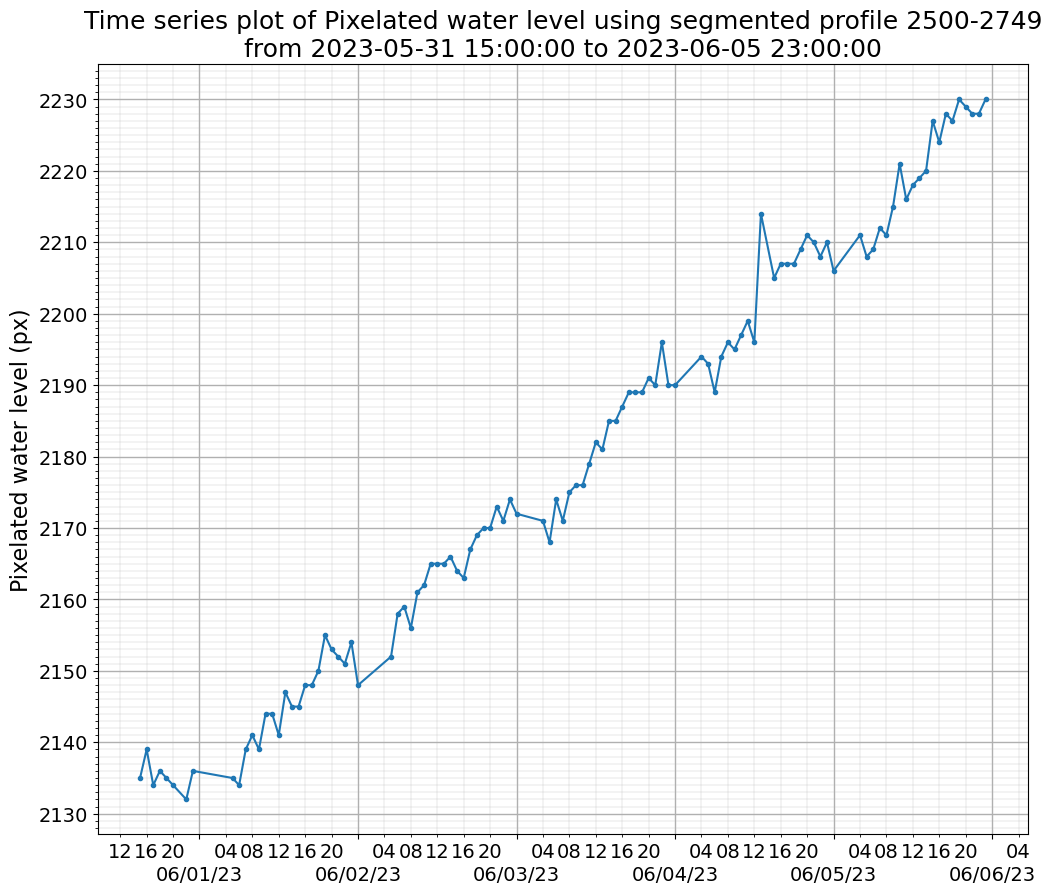 Time series plot of Pixelated water level using segmented profile 2500-2749
from 2023-05-31 15:00:00 to 2023-06-05 23:00:00
Pixelated water level (px)
2230
2220
2210
2200
2190
2180
2170
2160
2150
2140
2130
12 16 20 04 08 12 16 20 04 08 12 16 20 04 08 12 16 20 04 08 12 16 20 04 08 12 16 20 04
06/01/23 06/02/23 06/03/23 06/04/23 06/05/23 06/06/23